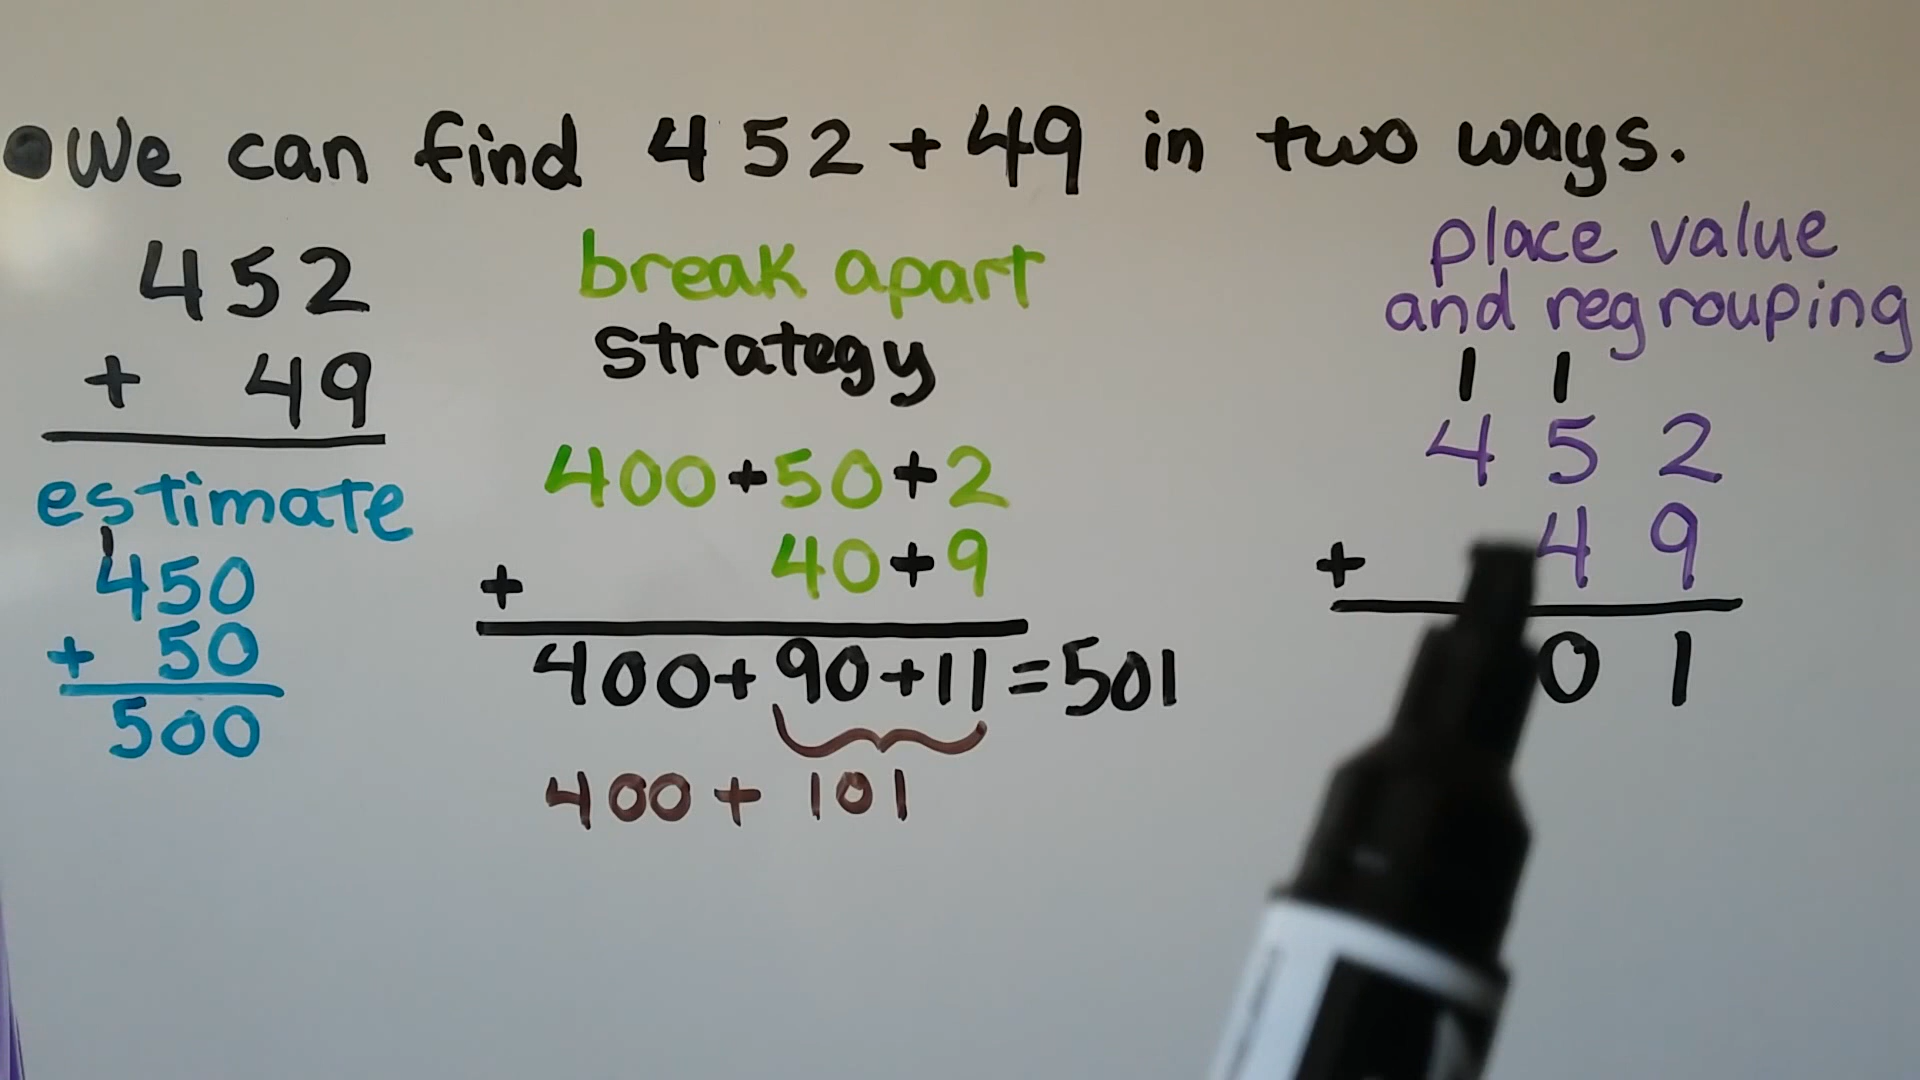 •We can find 452+49 in two ways.
452
+ 49
estimate
1
450
+ 50
500
break apart
strategy
400+50+2
+ 40+9
400+90+11=501
400+101
place value
and regrouping
1 1
4 5 2
+ 4 9
0 1